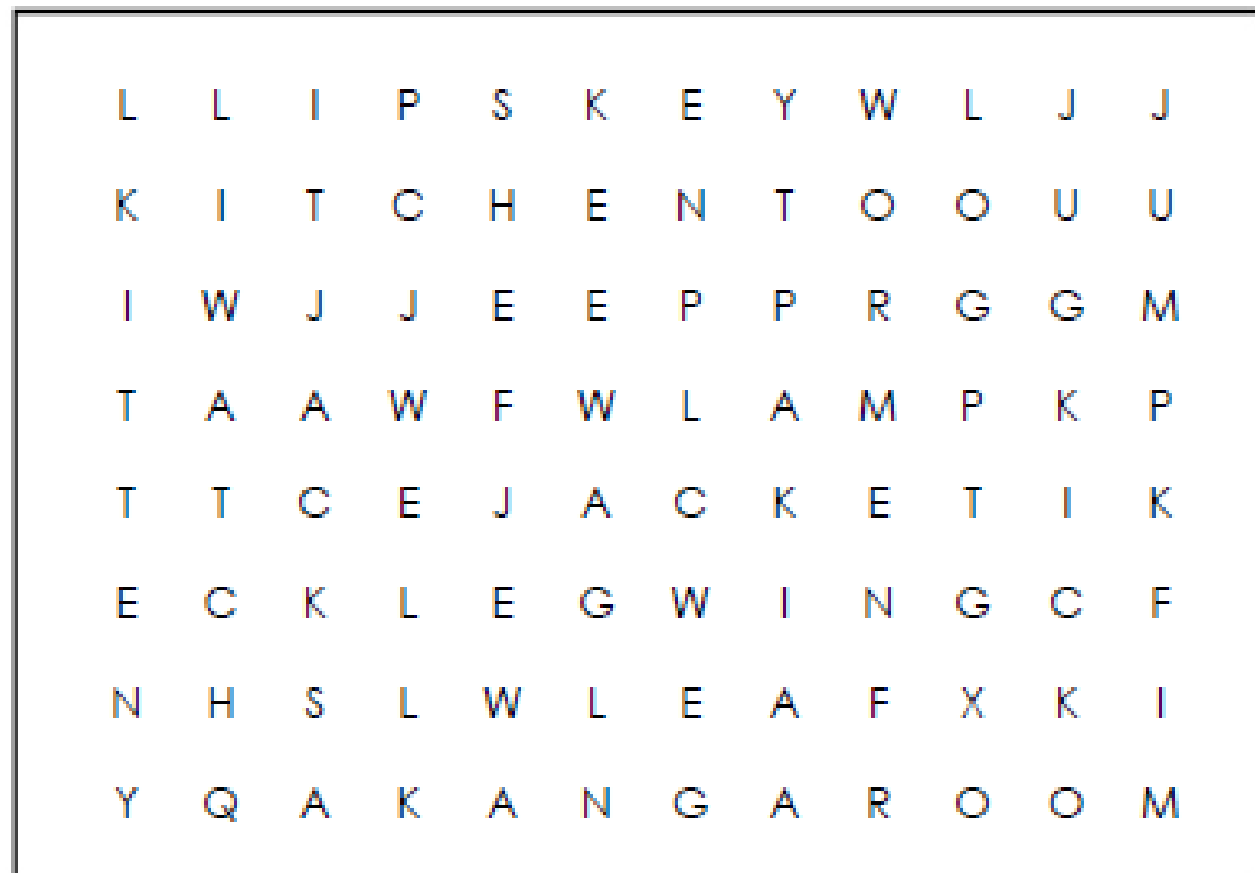 L L I P S K E Y W L J J
K I T C H E N T O O U U
I W J J E E P P R G G M
T A A W F W L A M P K P
T T C E J A C K E T I K
E C K L E G W I N G C F
N H S L W L E A F X K I
Y Q A K A N G A R O O M